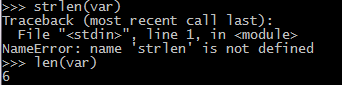 >>> strlen(var)
Traceback (most recent call last):
  File "<stdin>", line 1, in <module>
NameError: name 'strlen' is not defined
>>> len(var)
6